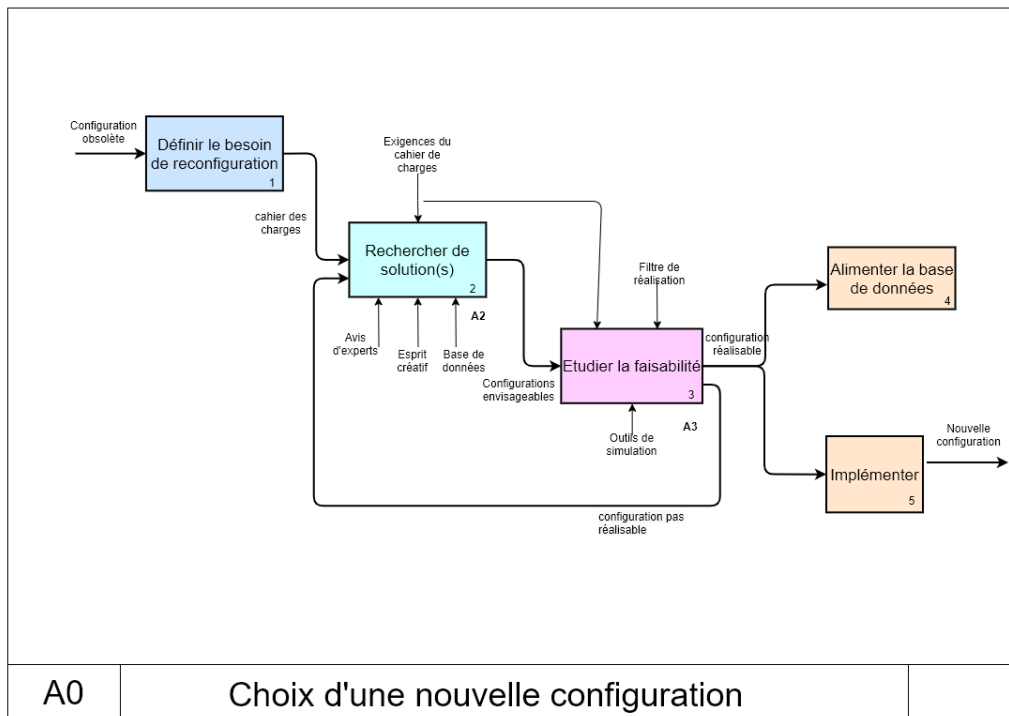 Configuration
obsolète
Définir le besoin
de reconfiguration
1
cahier des
charges
Exigences du
cahier de
charges
Rechercher de
solution(s)
2
A2
Avis
d'experts
Esprit
créatif
Base de
données
Configurations
envisageables
Filtre de
réalisation
Etudier la faisabilité
3
A3
Outils de
simulation
configuration
réalisable
configuration pas
réalisable
Alimenter la base
de données
4
Implémenter
5
Nouvelle
configuration
A0
Choix d'une nouvelle configuration